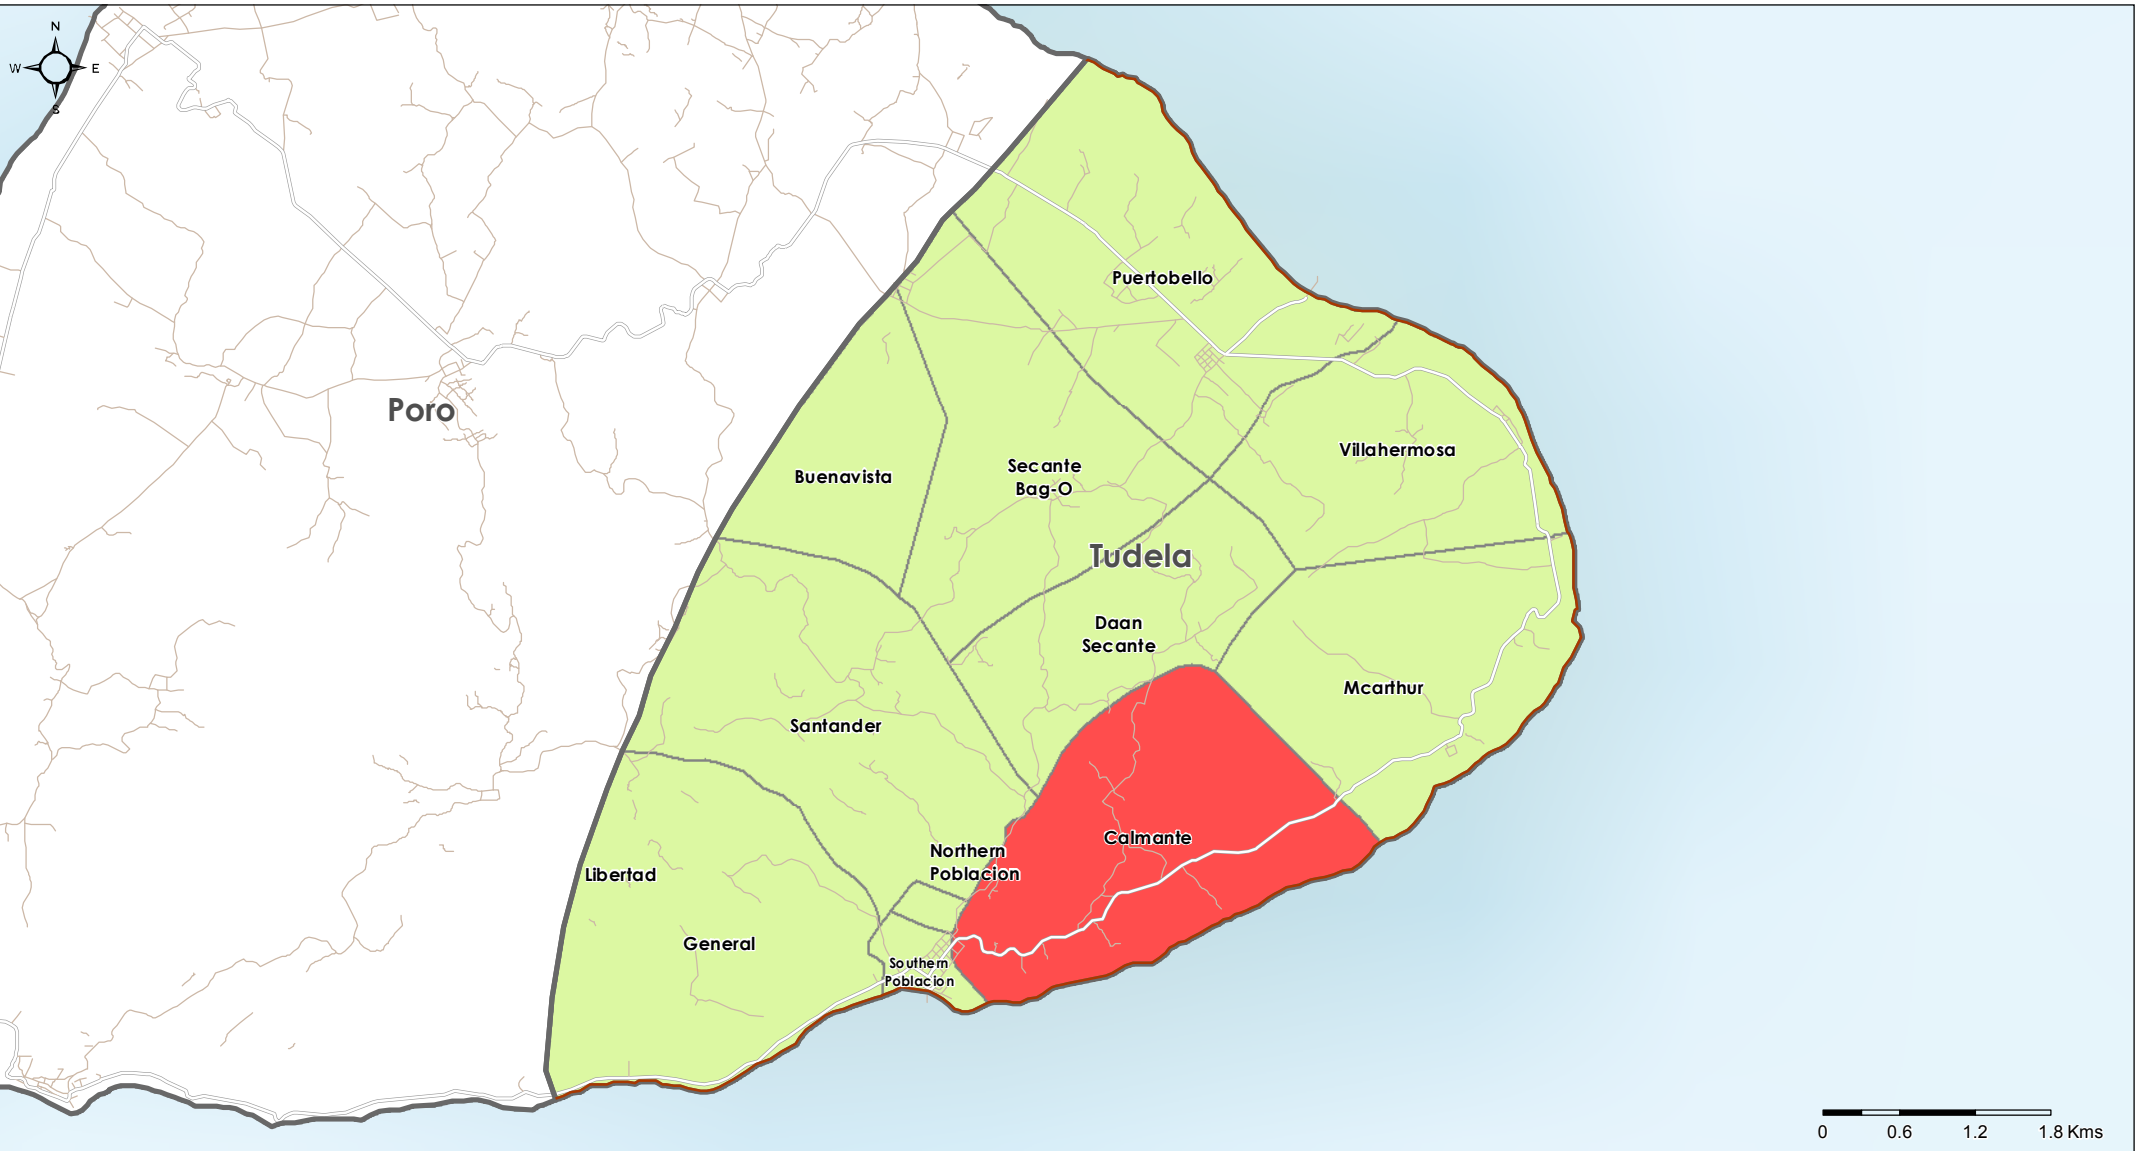 N
W E
S
Puertobello
Poro
Villahermosa
Buenavista
Secante
Bag-O
Tudela
Daan
Secante
Mcarthur
Santander
Calmante
Northern
Poblacion
Libertad
General
Southern
Poblacion
0 0.6 1.2 1.8 Kms